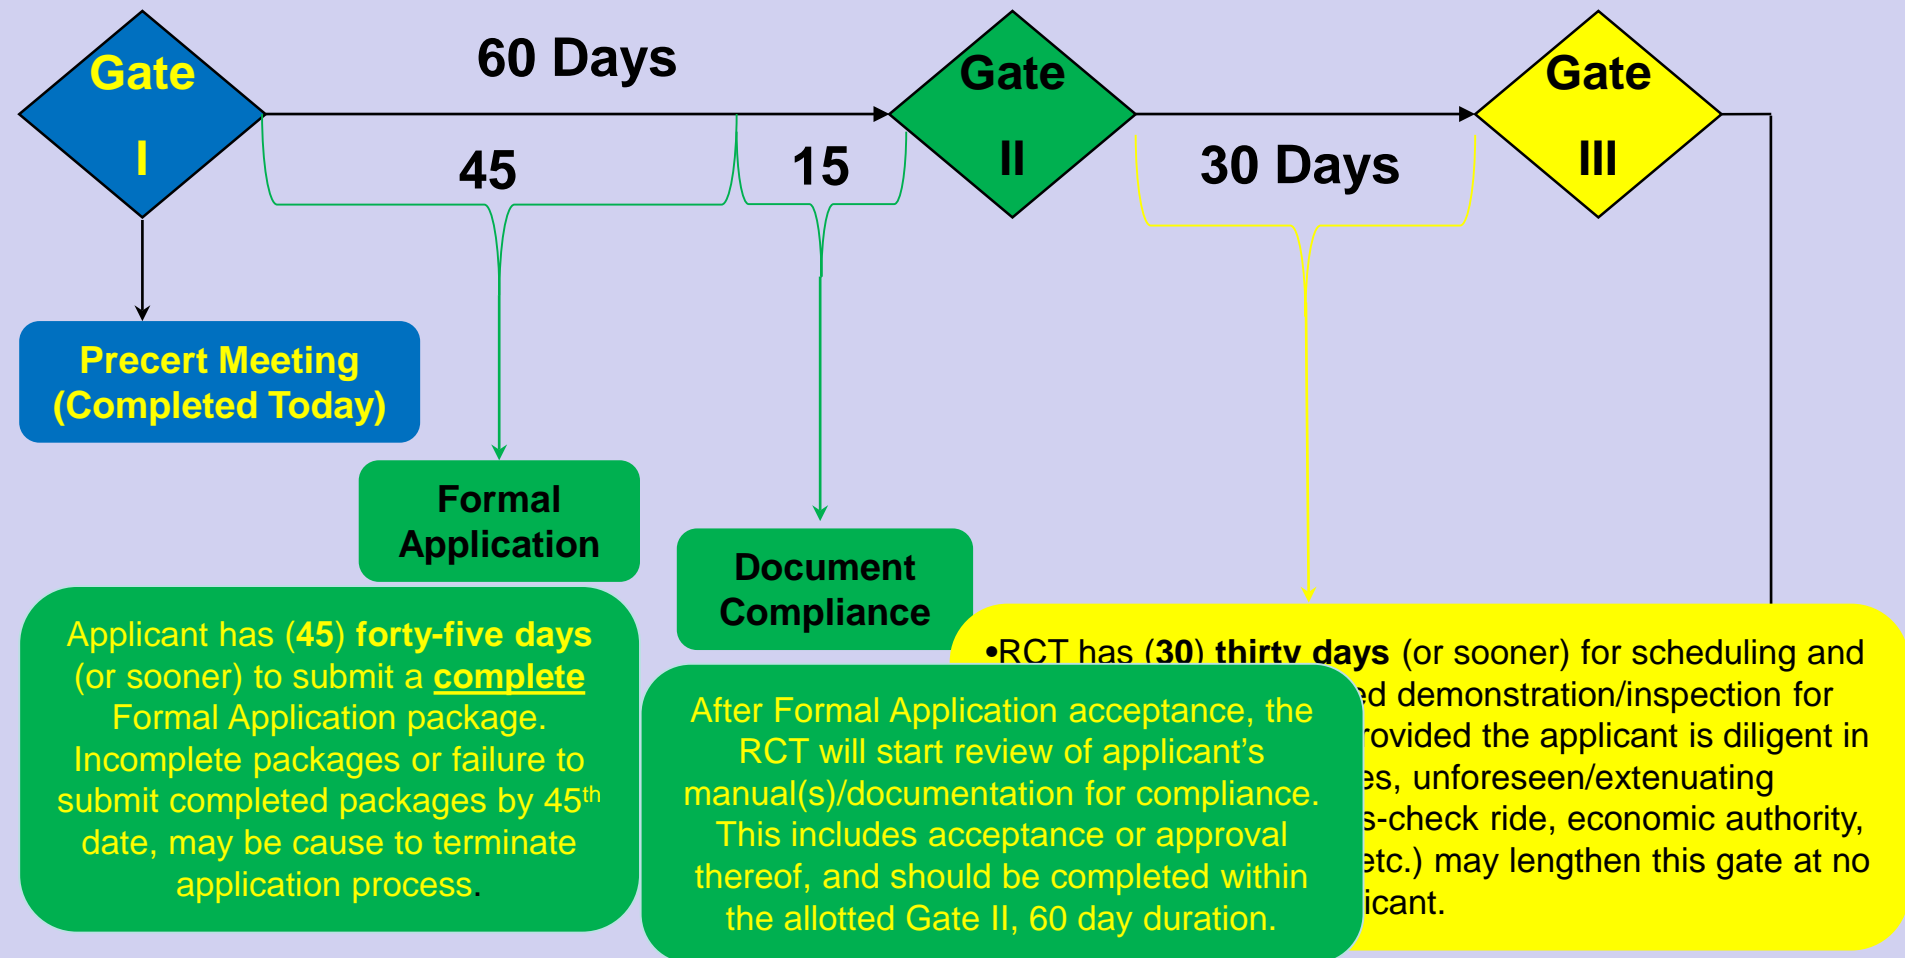 Gate
I
60 Days
45
15
Gate
II
30 Days
Gate
III
Precert Meeting
(Completed Today)
Formal
Application
Document
Compliance
Applicant has (45) forty-five days
(or sooner) to submit a complete
Formal Application package.
Incomplete packages or failure to
submit completed packages by 45th
date, may be cause to terminate
application process.
After Formal Application acceptance, the
RCT will start review of applicant’s
manual(s)/documentation for compliance.
This includes acceptance or approval
thereof, and should be completed within
the allotted Gate II, 60 day duration.
•RCT has (30) thirty days (or sooner) for scheduling and
demonstration/inspection for
the applicant is diligent in
unforeseen/extenuating
ride, economic authority,
etc.) may lengthen this gate at no